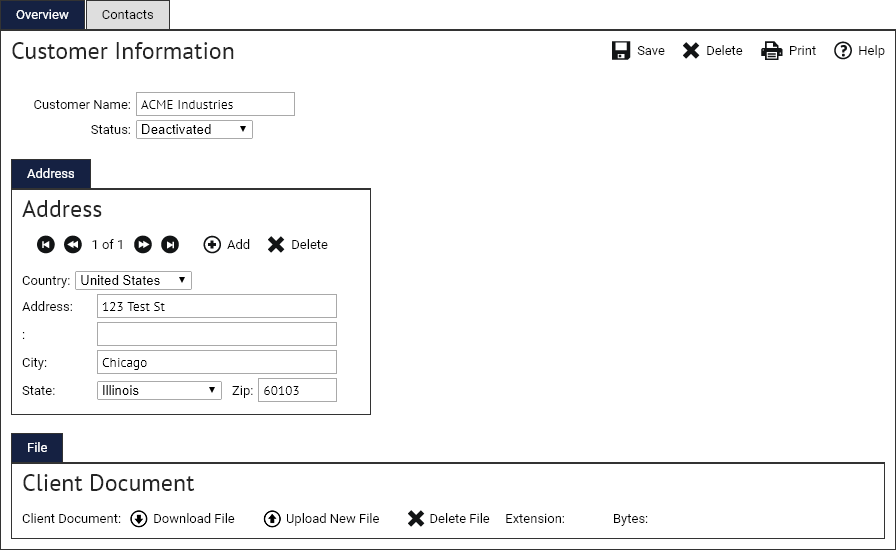 Overview Contacts
Customer Information Save Delete Print Help
Customer Name: ACME Industries
Status: Deactivated
Address
Address
1 of 1 Add Delete
Country: United States
Address: 123 Test St
:
City: Chicago
State: Illinois Zip: 60103
File
Client Document
Client Document: Download File Upload New File Delete File Extension: Bytes: